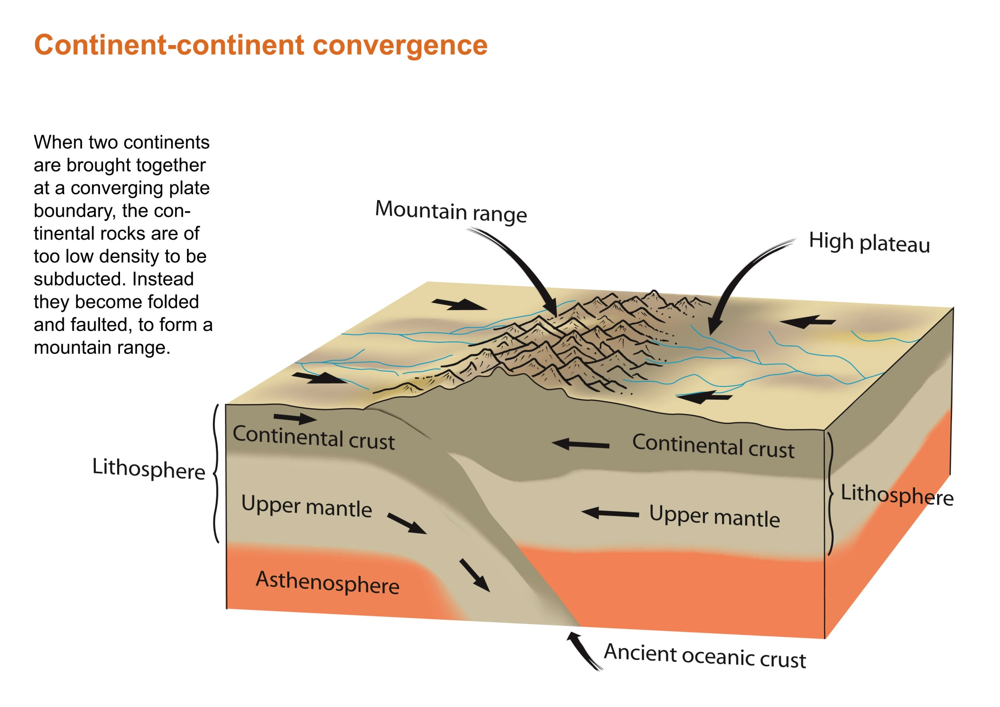 Continent-continent convergence
When two continents
are brought together
at a converging plate
boundary, the con-
tinental rocks are of
too low density to be
subducted. Instead
they become folded
and faulted, to form a
mountain range.
Mountain range
High plateau
Continental crust
Continental crust
Lithosphere
Lithosphere
Upper mantle
Upper mantle
Asthenosphere
Ancient oceanic crust